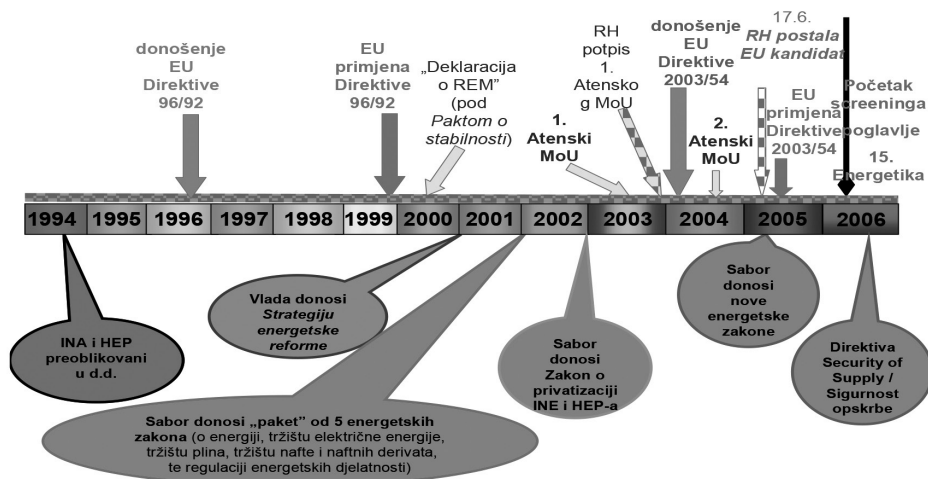 donošenje
EU
Direktive
96/92
EU
primjena
Direktive
96/92
„Deklaracija
o REM”
(pod
Paktom o
stabilnosti)
1.
Atenski
MoU
RH
potpis
1.
Atensko
g MoU
donošenje
EU
Direktive
2003/54
2.
Atenski
MoU
17.6.
RH postala
EU kandidat
EU
primjena
Direktive
2003/54
Početak
screeninga
poglavlje
15.
Energetika
1994 1995 1996 1997 1998 1999 2000 2001 2002 2003 2004 2005 2006
INA i HEP
preoblikovani
u d.d.
Vlada donosi
Strategiju
energetske
reforme
Sabor donosi „paket” od 5 energetskih
zakona (o energiji, tržištu električne energije,
tržištu plina, tržištu nafte i naftnih derivata,
te regulaciji energetskih djelatnosti)
Sabor
donosi
Zakon o
privatizaciji
INE i HEP-a
Sabor
donosi
nove
energetske
zakone
Direktiva
Security of
Supply /
Sigurnost
opskrbe